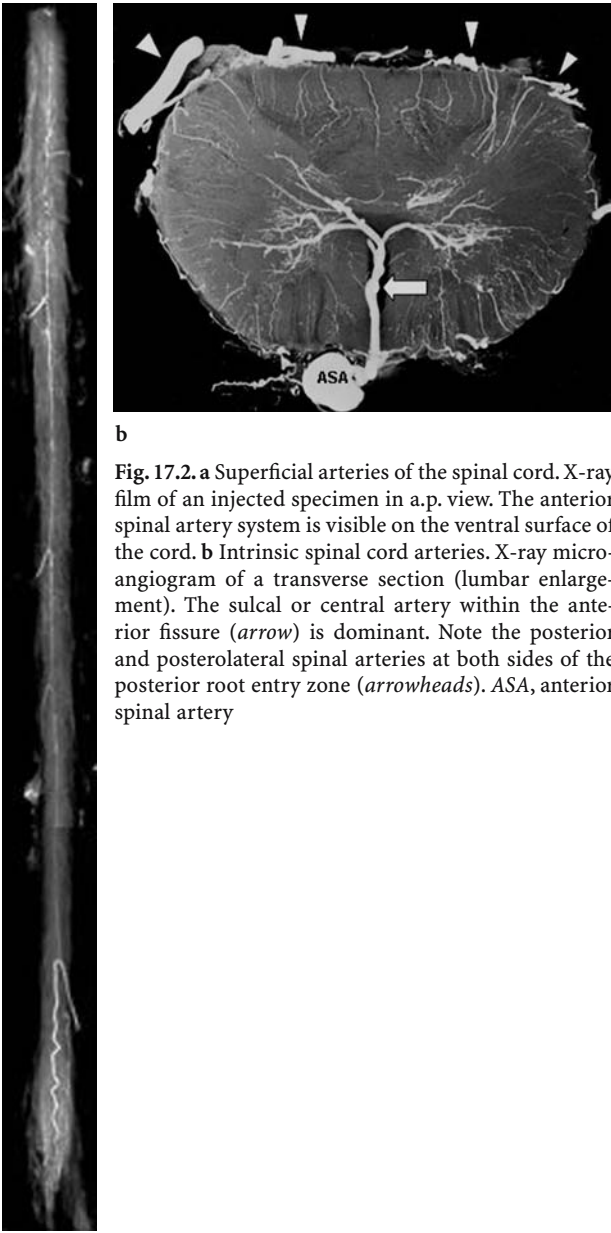 ASA
b
Fig. 17.2. a Superficial arteries of the spinal cord. X-ray
film of an injected specimen in a.p. view. The anterior
spinal artery system is visible on the ventral surface of
the cord. b Intrinsic spinal cord arteries. X-ray micro-
angiogram of a transverse section (lumbar enlarge-
ment). The sulcal or central artery within the ante-
rior fissure (arrow) is dominant. Note the posterior
and posterolateral spinal arteries at both sides of the
posterior root entry zone (arrowheads). ASA, anterior
spinal artery